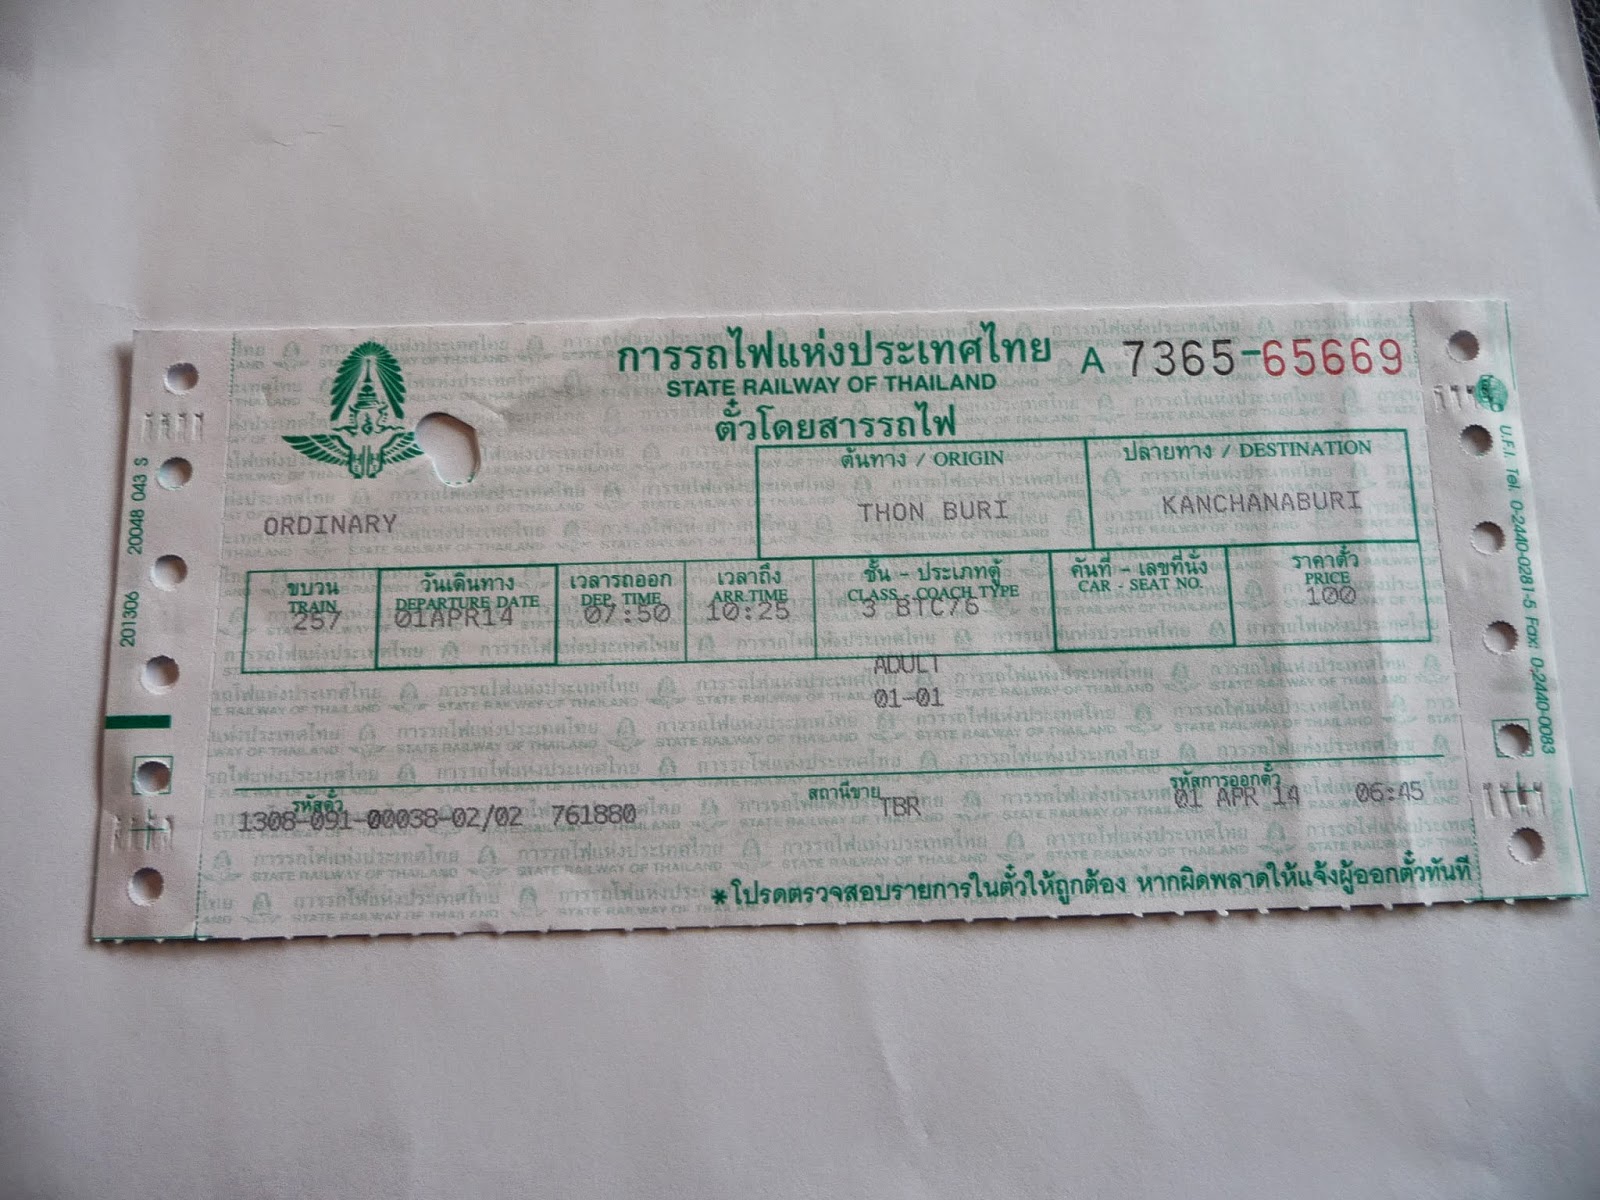 การรถไฟแห่งประเทศไทย A 7365-65669
STATE RAILWAY OF THAILAND
ตั๋วโดยสารรถไฟ
ต้นทาง / ORIGIN ปลายทาง / DESTINATION
ORDINARY THON BURI KANCHANABURI
ขบวน วันเดินทาง เวลารถออก เวลาถึง ชั้น - ประเภทตู้ คันที่ - เลขที่นั่ง ราคาตั๋ว
TRAIN DEPARTURE DATE DEP. TIME ARR.TIME CLASS - COACH TYPE CAR - SEAT NO. PRICE
257 01APR14 07:50 10:25 3 BTC76 100
ADULT
01-01
รหัสตั๋ว สถานีขาย รหัสการออกตั๋ว
1308-091-00038-02/02 761880 TBR 01 APR 14 06:45
*โปรดตรวจสอบรายการในตั๋วให้ถูกต้อง หากผิดพลาดให้แจ้งผู้ออกตั๋วทันที
201306 20048 043 S
U.F.I. Tel. 0-2440-0281-5 Fax: 0-2440-0083